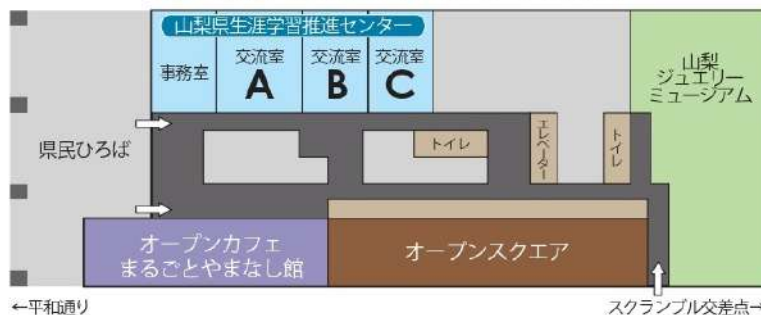 山梨県生涯学習推進センター
事務室
交流室
A
交流室
B
交流室
C
山梨
ジュエリー
ミュージアム
県民ひろば
トイレ
エレベーター
トイレ
オープンカフェ
まるごとやまなし館
オープンスクエア
←平和通り
スクランブル交差点→